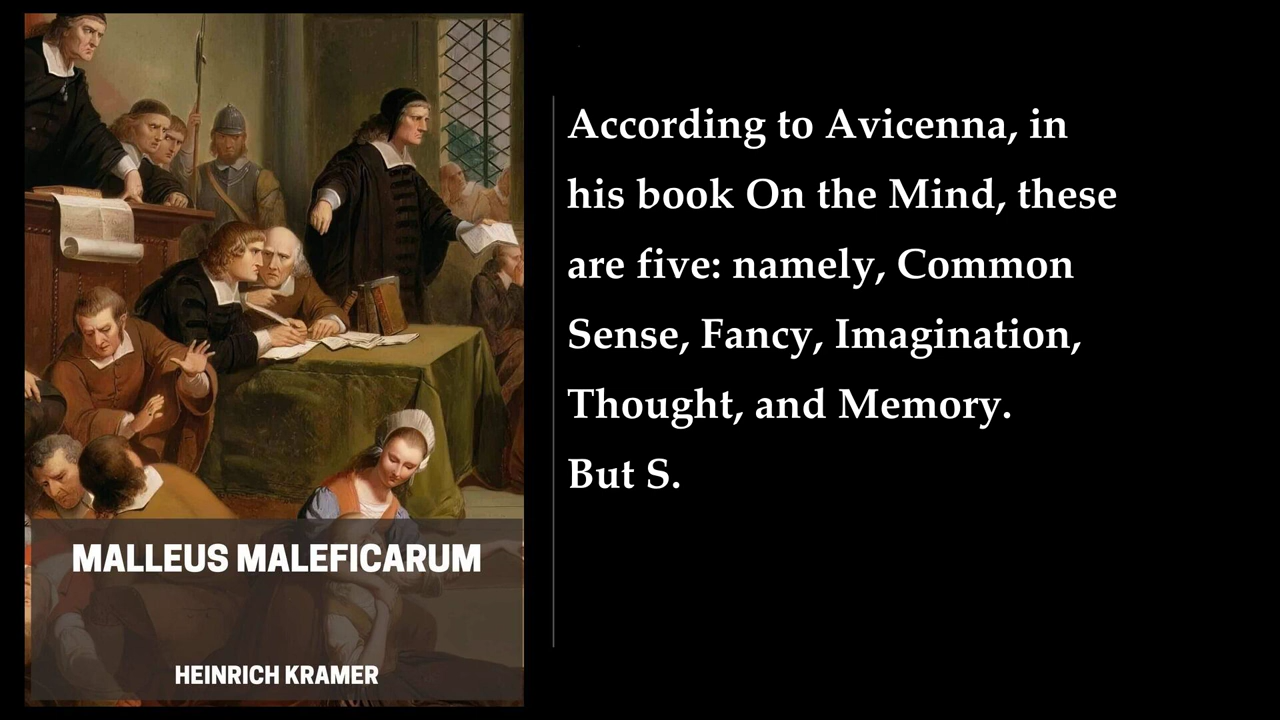 MALLEUS MALEFICARUM
HEINRICH KRAMER
According to Avicenna, in
his book On the Mind, these
are five: namely, Common
Sense, Fancy, Imagination,
Thought, and Memory.
But S.